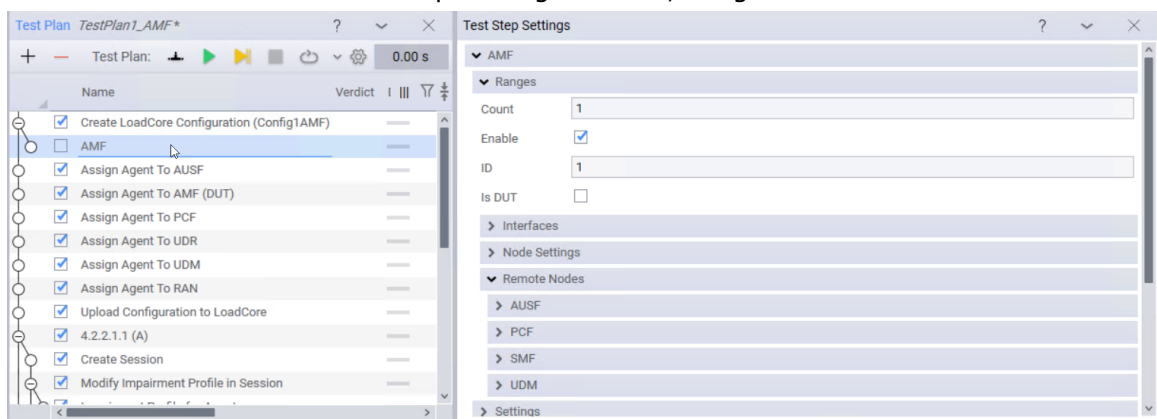 Test Plan TestPlan1_AMF* ?
Test Plan: 0.00 s
Name Verdict
Create LoadCore Configuration (Config1AMF)
AMF
Assign Agent To AUSF
Assign Agent To AMF (DUT)
Assign Agent To PCF
Assign Agent To UDR
Assign Agent To UDM
Assign Agent To RAN
Upload Configuration to LoadCore
4.2.2.1.1 (A)
Create Session
Modify Impairment Profile in Session
Test Step Settings ?
AMF
Ranges
Count 1
Enable
ID 1
Is DUT
Interfaces
Node Settings
Remote Nodes
AUSF
PCF
SMF
UDM
Settings